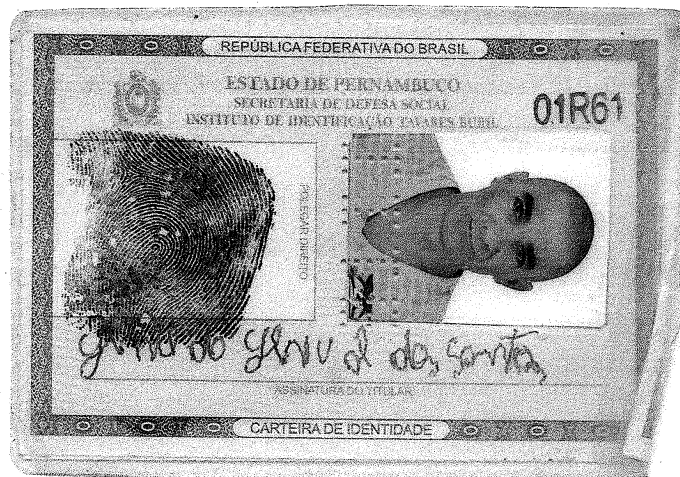 REPÚBLICA FEDERATIVA DO BRASIL
ESTADO DE PERNAMBUCO
SECRETARIA DE DEFESA SOCIAL
INSTITUTO DE IDENTIFICAÇÃO TAVARES BURIL
01R61
POLEGAR DIREITO
dos Santos
ASSINATURA DO TITULAR
CARTEIRA DE IDENTIDADE